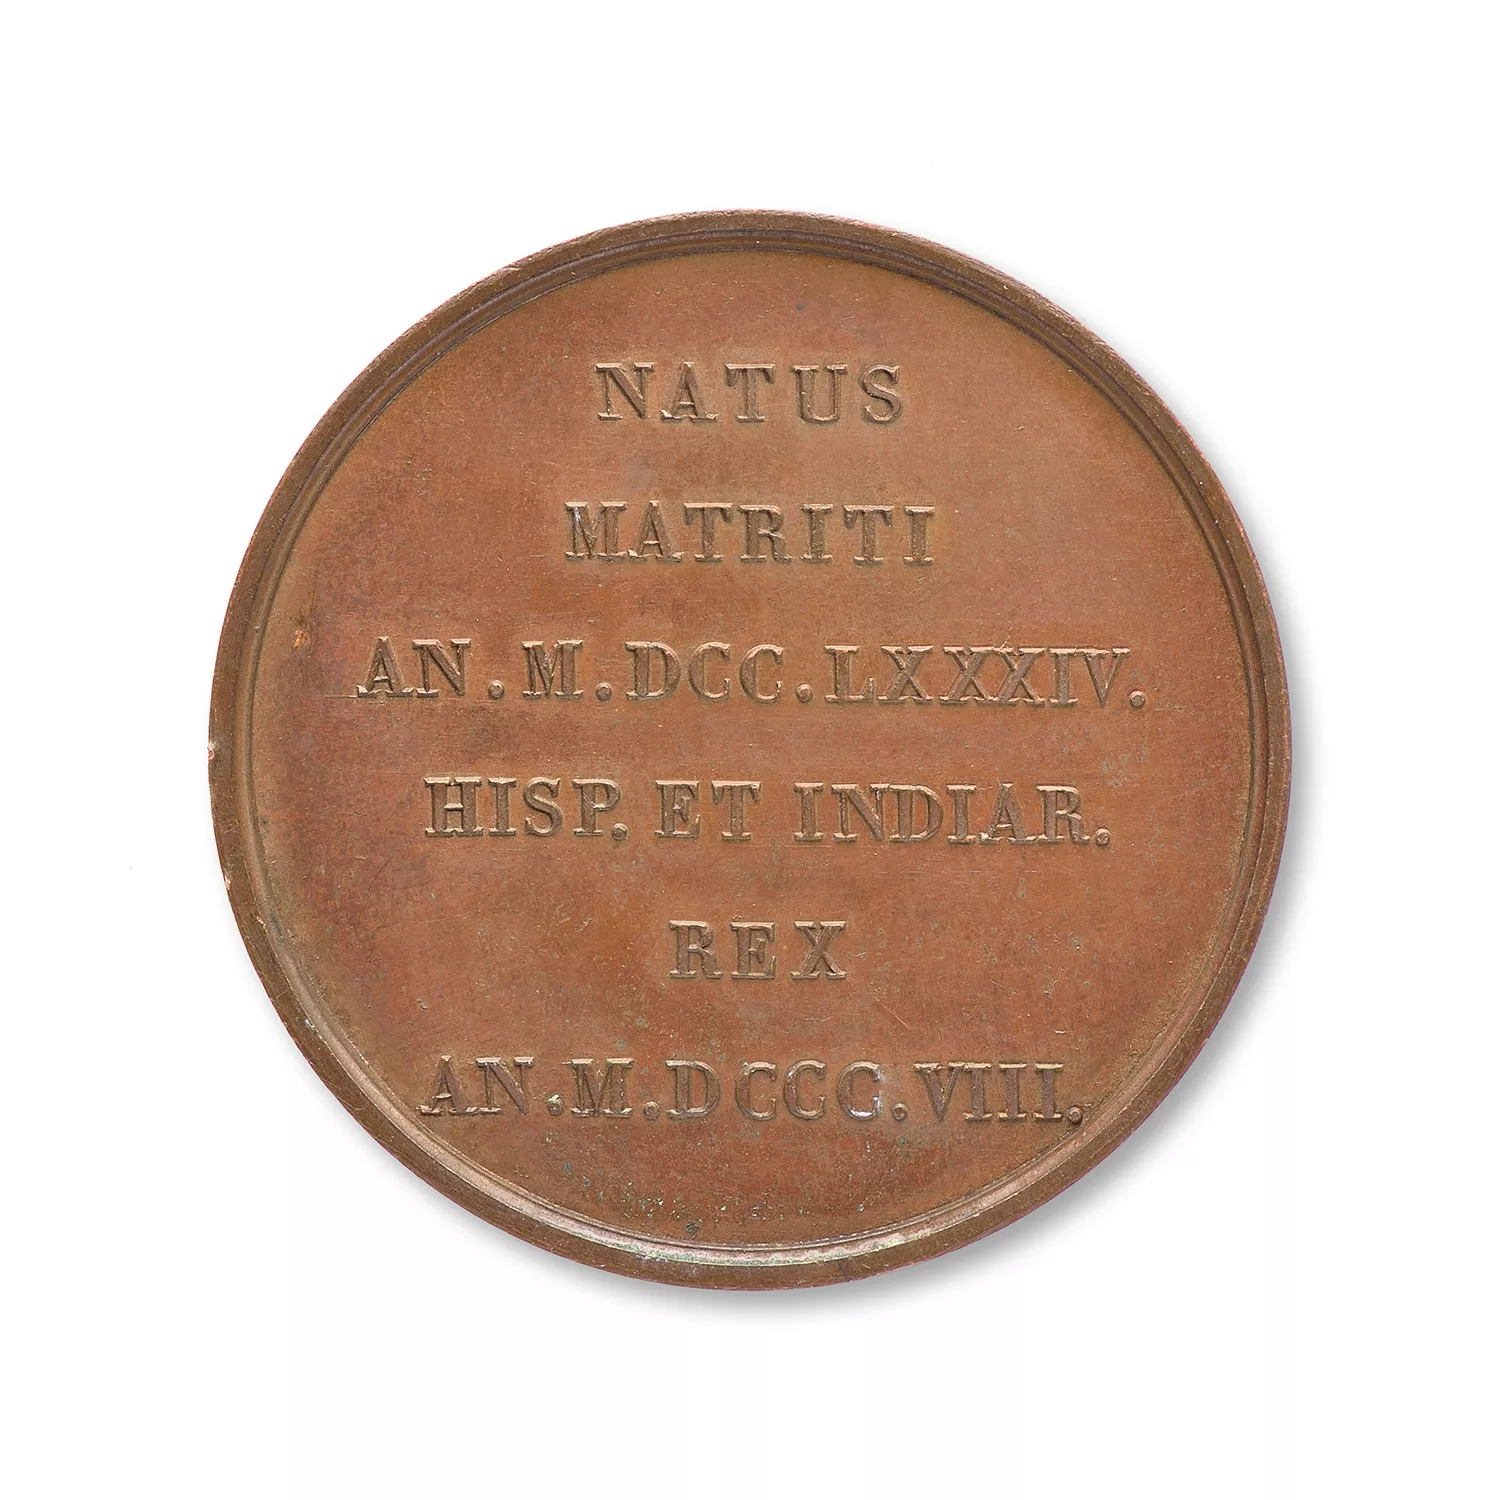 NATUS
MATRITI
AN.M.DCC.LXXXIV.
HISP. ET INDIAR.
REX
AN.M.DCCC.VIII.